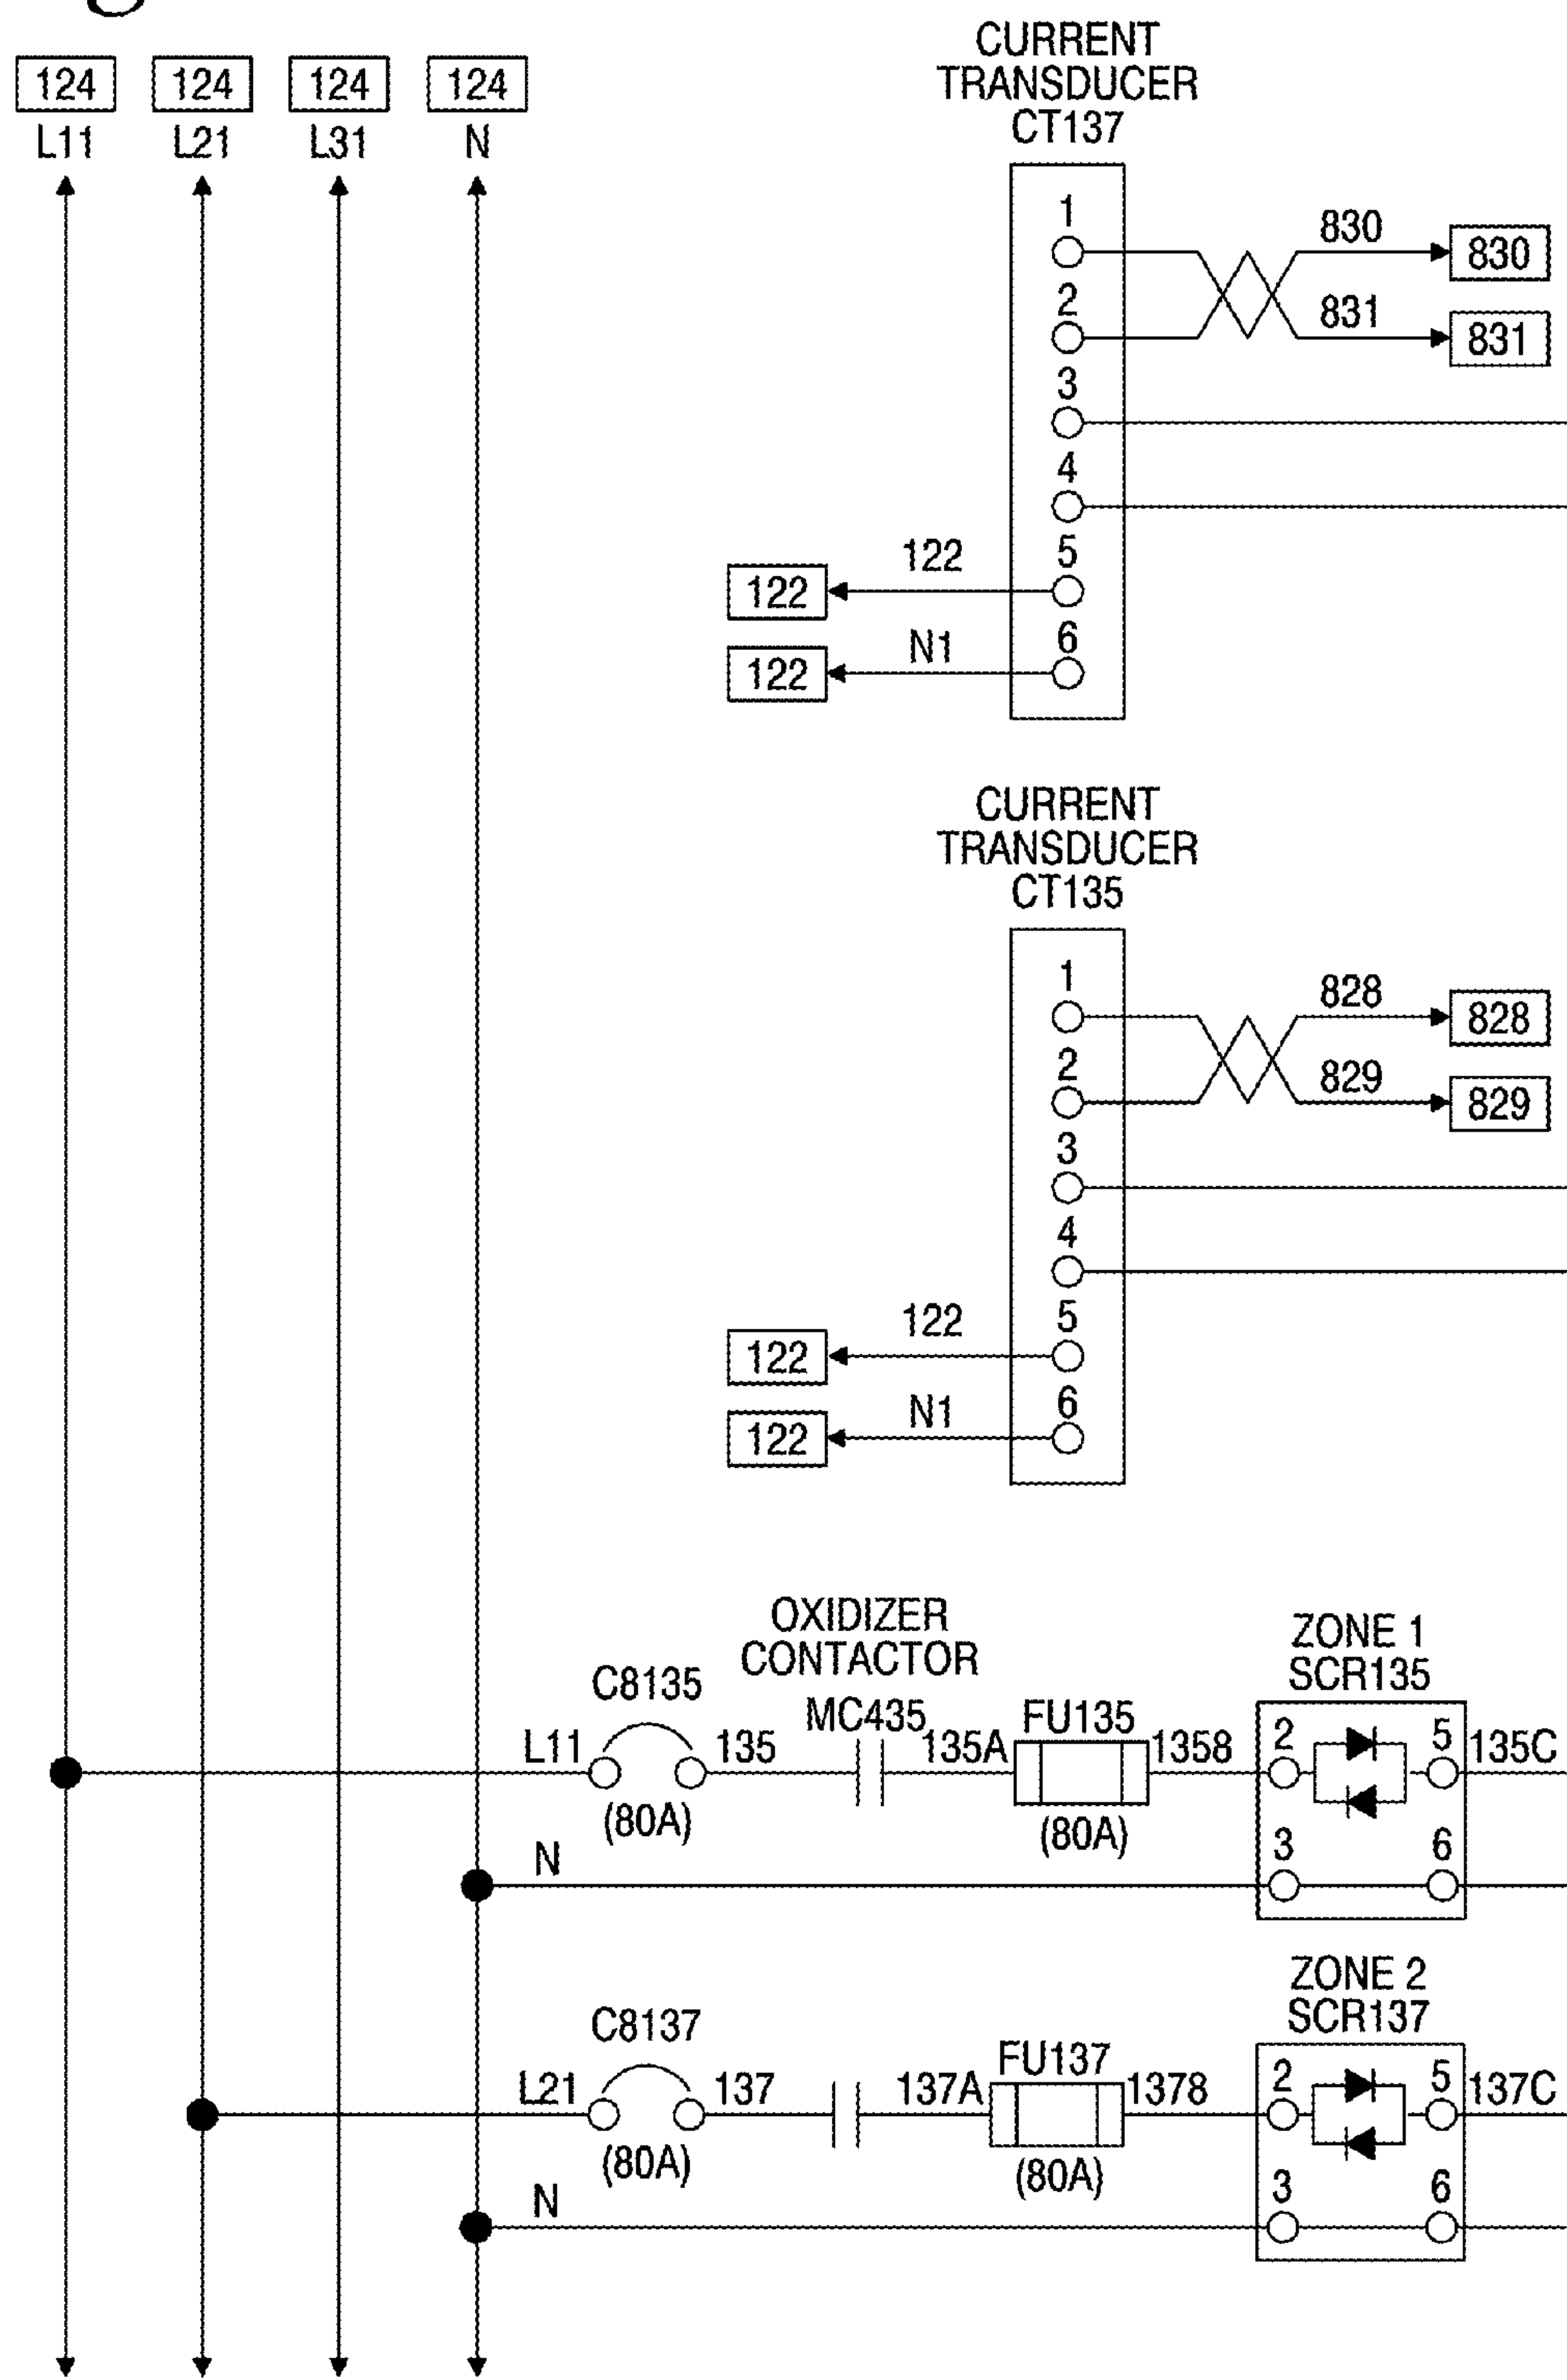 124 124 124 124
L11 L21 L31 N
CURRENT
TRANSDUCER
CT137
1
830 830
2
831 831
3
4
5
122 122
6
N1 122
CURRENT
TRANSDUCER
CT135
1
828 828
2
829 829
3
4
5
122 122
6
N1 122
OXIDIZER
CONTACTOR
MC435
ZONE 1
SCR135
C8135
L11 135 135A FU135 1358 2 5 135C
(80A) (80A)
N 3 6
ZONE 2
SCR137
C8137
L21 137 137A FU137 1378 2 5 137C
(80A) (80A)
N 3 6